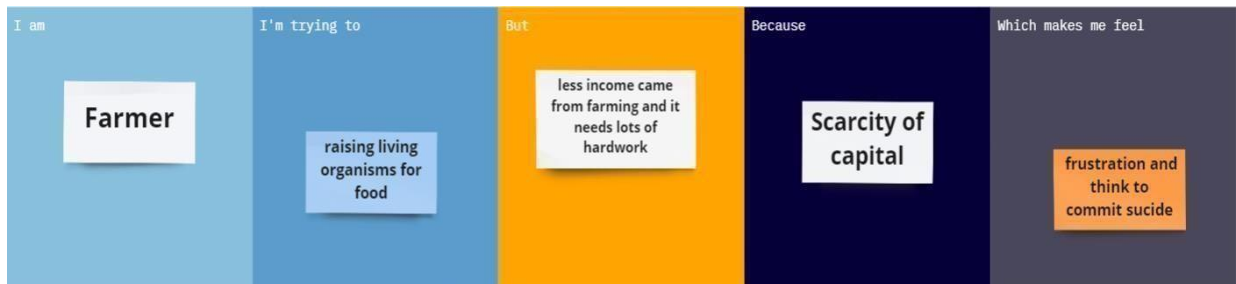 I am
Farmer
I'm trying to
raising living
organisms for
food
But
less income came
from farming and it
needs lots of
hardwork
Because
Scarcity of
capital
Which makes me feel
frustration and
think to
commit sucide